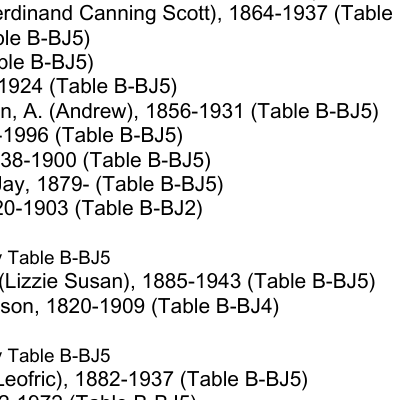 erdinand Canning Scott), 1864-1937 (Table
ble B-BJ5)
ble B-BJ5)
1924 (Table B-BJ5)
n, A. (Andrew), 1856-1931 (Table B-BJ5)
-1996 (Table B-BJ5)
38-1900 (Table B-BJ5)
Jay, 1879- (Table B-BJ5)
20-1903 (Table B-BJ2)
y Table B-BJ5
(Lizzie Susan), 1885-1943 (Table B-BJ5)
son, 1820-1909 (Table B-BJ4)
y Table B-BJ5
Leofric), 1882-1937 (Table B-BJ5)